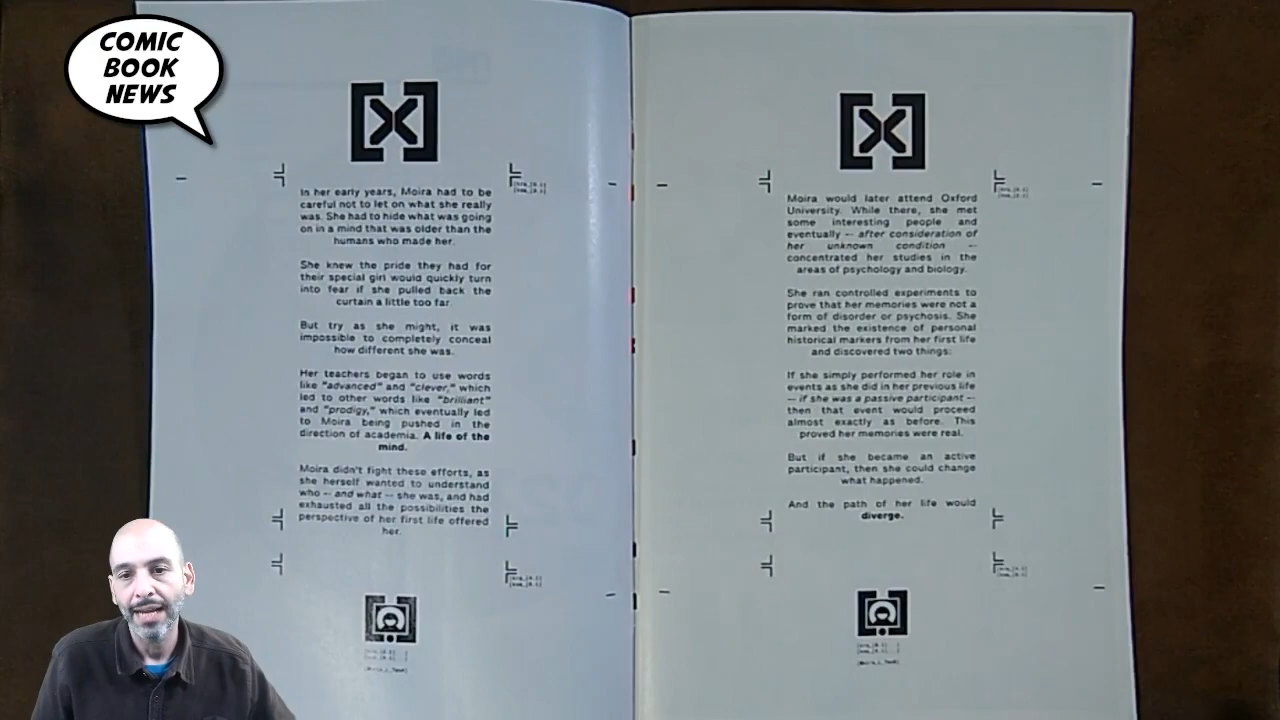 COMIC
BOOK
NEWS
In her early years, Moira had to be
careful not to let on what she really
was. She had to hide what was going
on in a mind that was older than the
humans who made her.
She knew the pride they had for
their special girl would quickly turn
into fear if she pulled back the
curtain a little too far.
But try as she might, it was
impossible to completely conceal
how different she was.
Her teachers began to use words
like "advanced" and "clever," which
led to other words like "brilliant"
and "prodigy," which eventually led
to Moira being pushed in the
direction of academia. A life of the
mind.
Moira didn't fight these efforts, as
she herself wanted to understand
who -- and what -- she was, and had
exhausted all the possibilities the
perspective of her first life offered
her.
Moira would later attend Oxford
University. While there, she met
some interesting people and
eventually -- after consideration of
her unknown condition --
concentrated her studies in the
areas of psychology and biology.
She ran controlled experiments to
prove that her memories were not a
form of disorder or psychosis. She
marked the existence of personal
historical markers from her first life
and discovered two things:
If she simply performed her role in
events as she did in her previous life
-- if she was a passive participant --
then that event would proceed
almost exactly as before. This
proved her memories were real.
But if she became an active
participant, then she could change
what happened.
And the path of her life would
diverge.